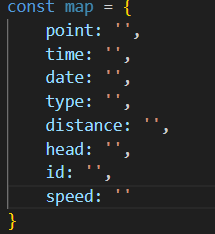 const map = {
    point: '',
    time: '',
    date: '',
    type: '',
    distance: '',
    head: '',
    id: '',
    speed: ''
}